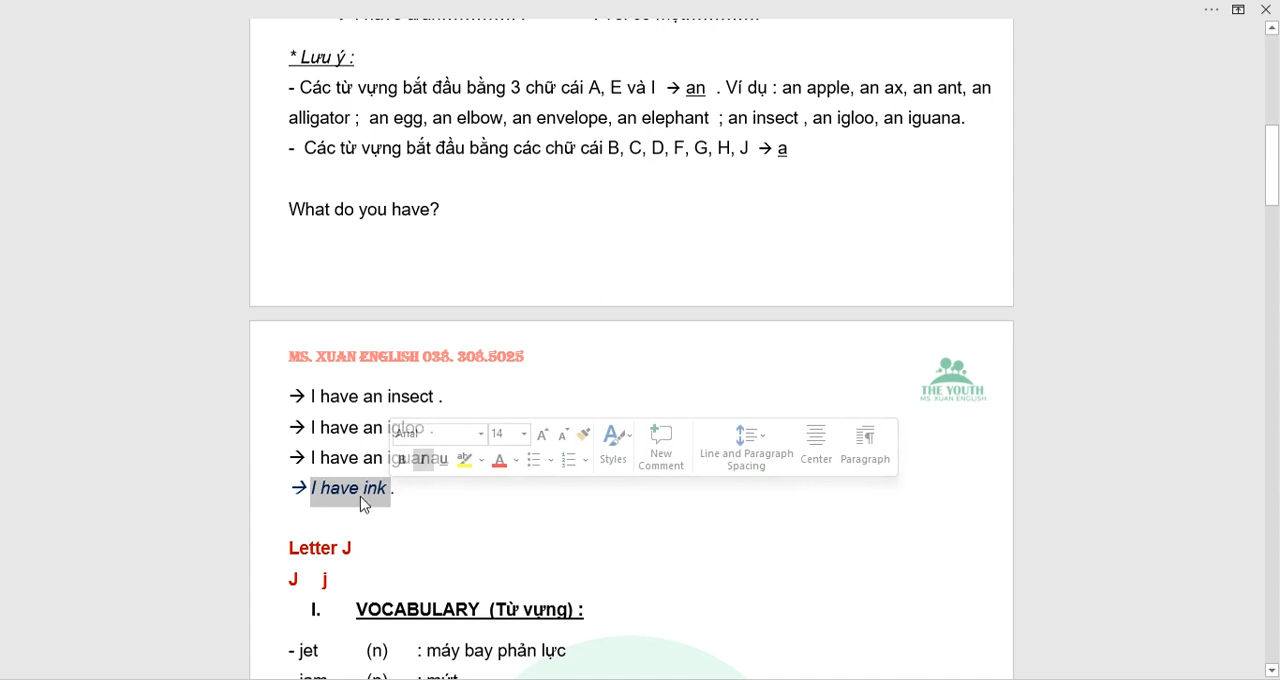 * Lưu ý :
- Các từ vựng bắt đầu bằng 3 chữ cái A, E và I → an . Ví dụ : an apple, an ax, an ant, an
alligator ; an egg, an elbow, an envelope, an elephant ; an insect , an igloo, an iguana.
- Các từ vựng bắt đầu bằng các chữ cái B, C, D, F, G, H, J → a
What do you have?
MS. XUAN ENGLISH 038. 308.5025
THE YOUTH
MS. XUAN ENGLISH
→ I have an insect .
→ I have an igloo .
Arial 14
→ I have an iguana
B I U
Styles
New Comment
Line and Paragraph Spacing
Center
Paragraph
→ I have ink .
Letter J
J j
I. VOCABULARY (Từ vựng) :
- jet (n) : máy bay phản lực